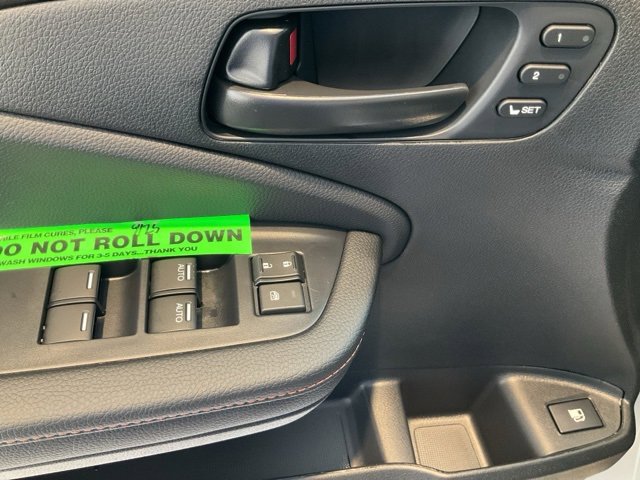 1
2
SET
FILM CURES, PLEASE
DO NOT ROLL DOWN
WASH WINDOWS FOR 3-5 DAYS...THANK YOU
AUTO
AUTO